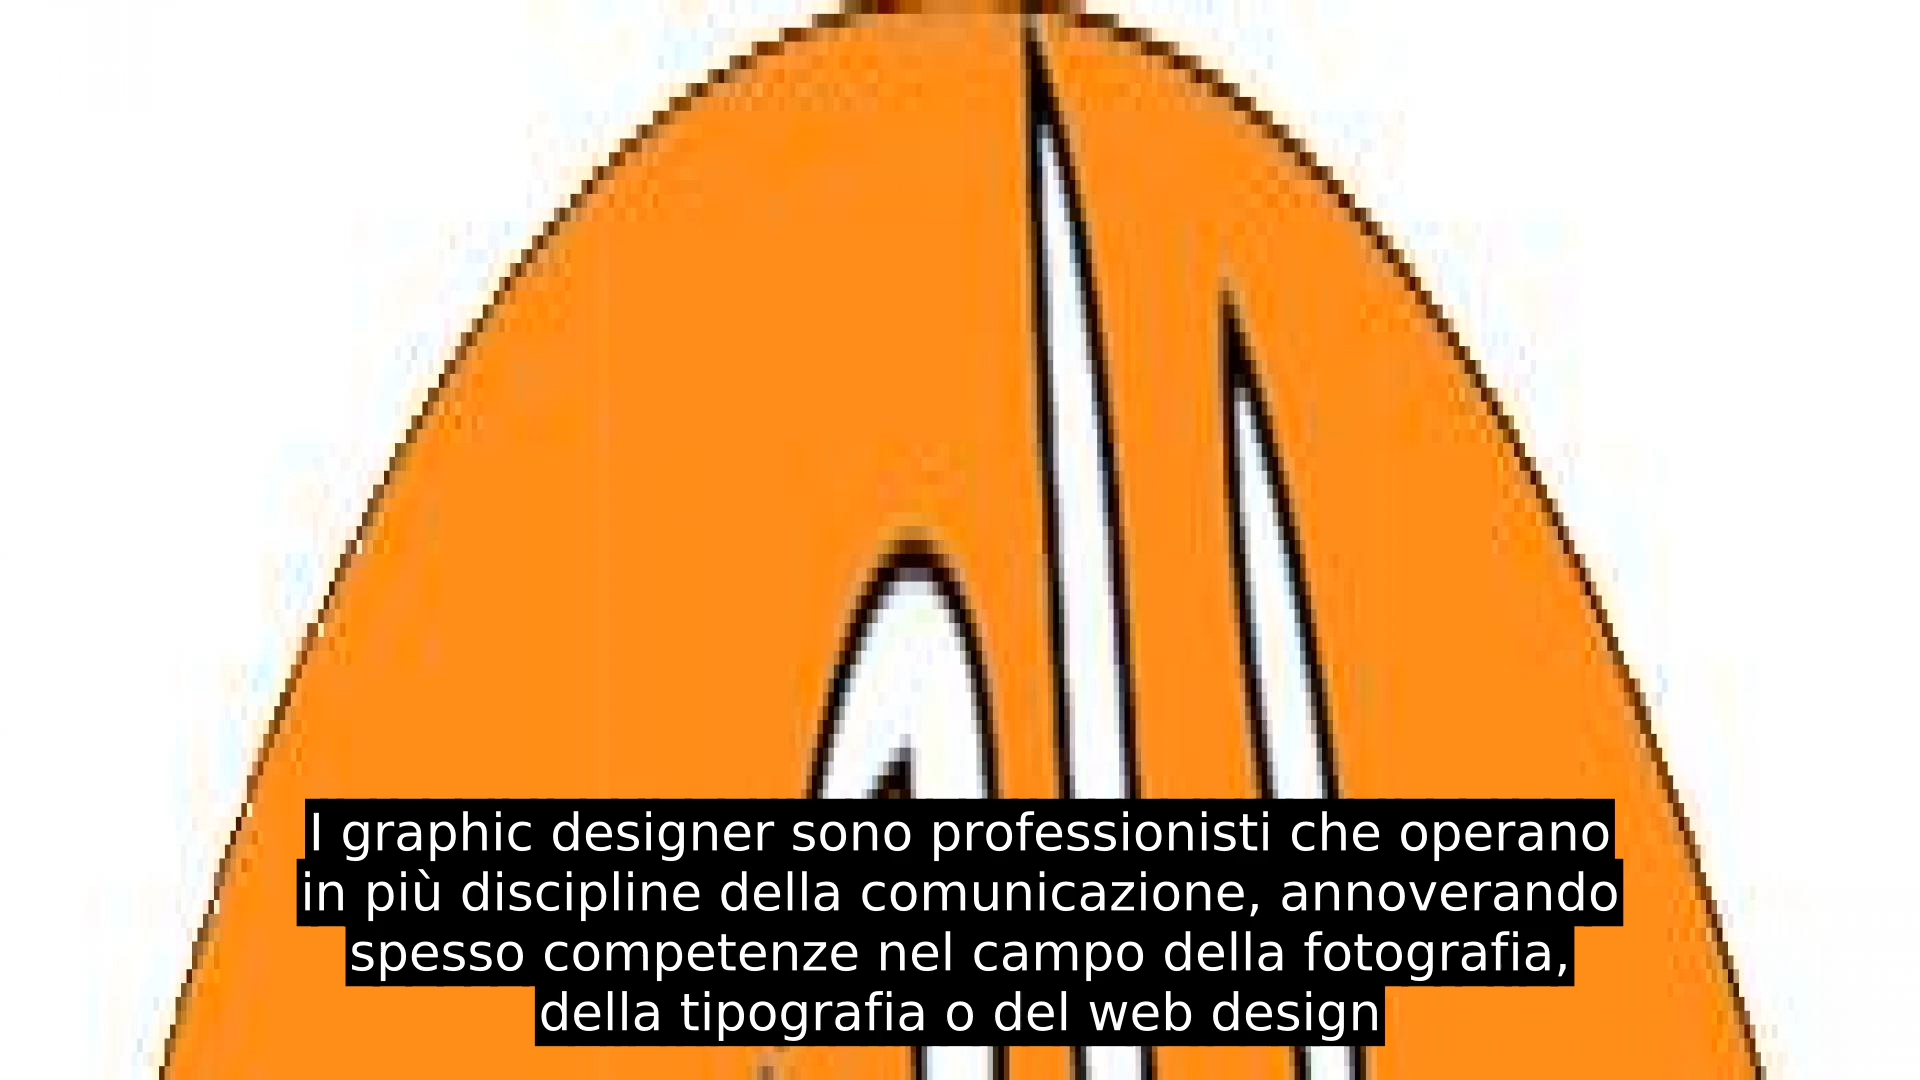 I graphic designer sono professionisti che operano
in più discipline della comunicazione, annoverando
spesso competenze nel campo della fotografia,
della tipografia o del web design